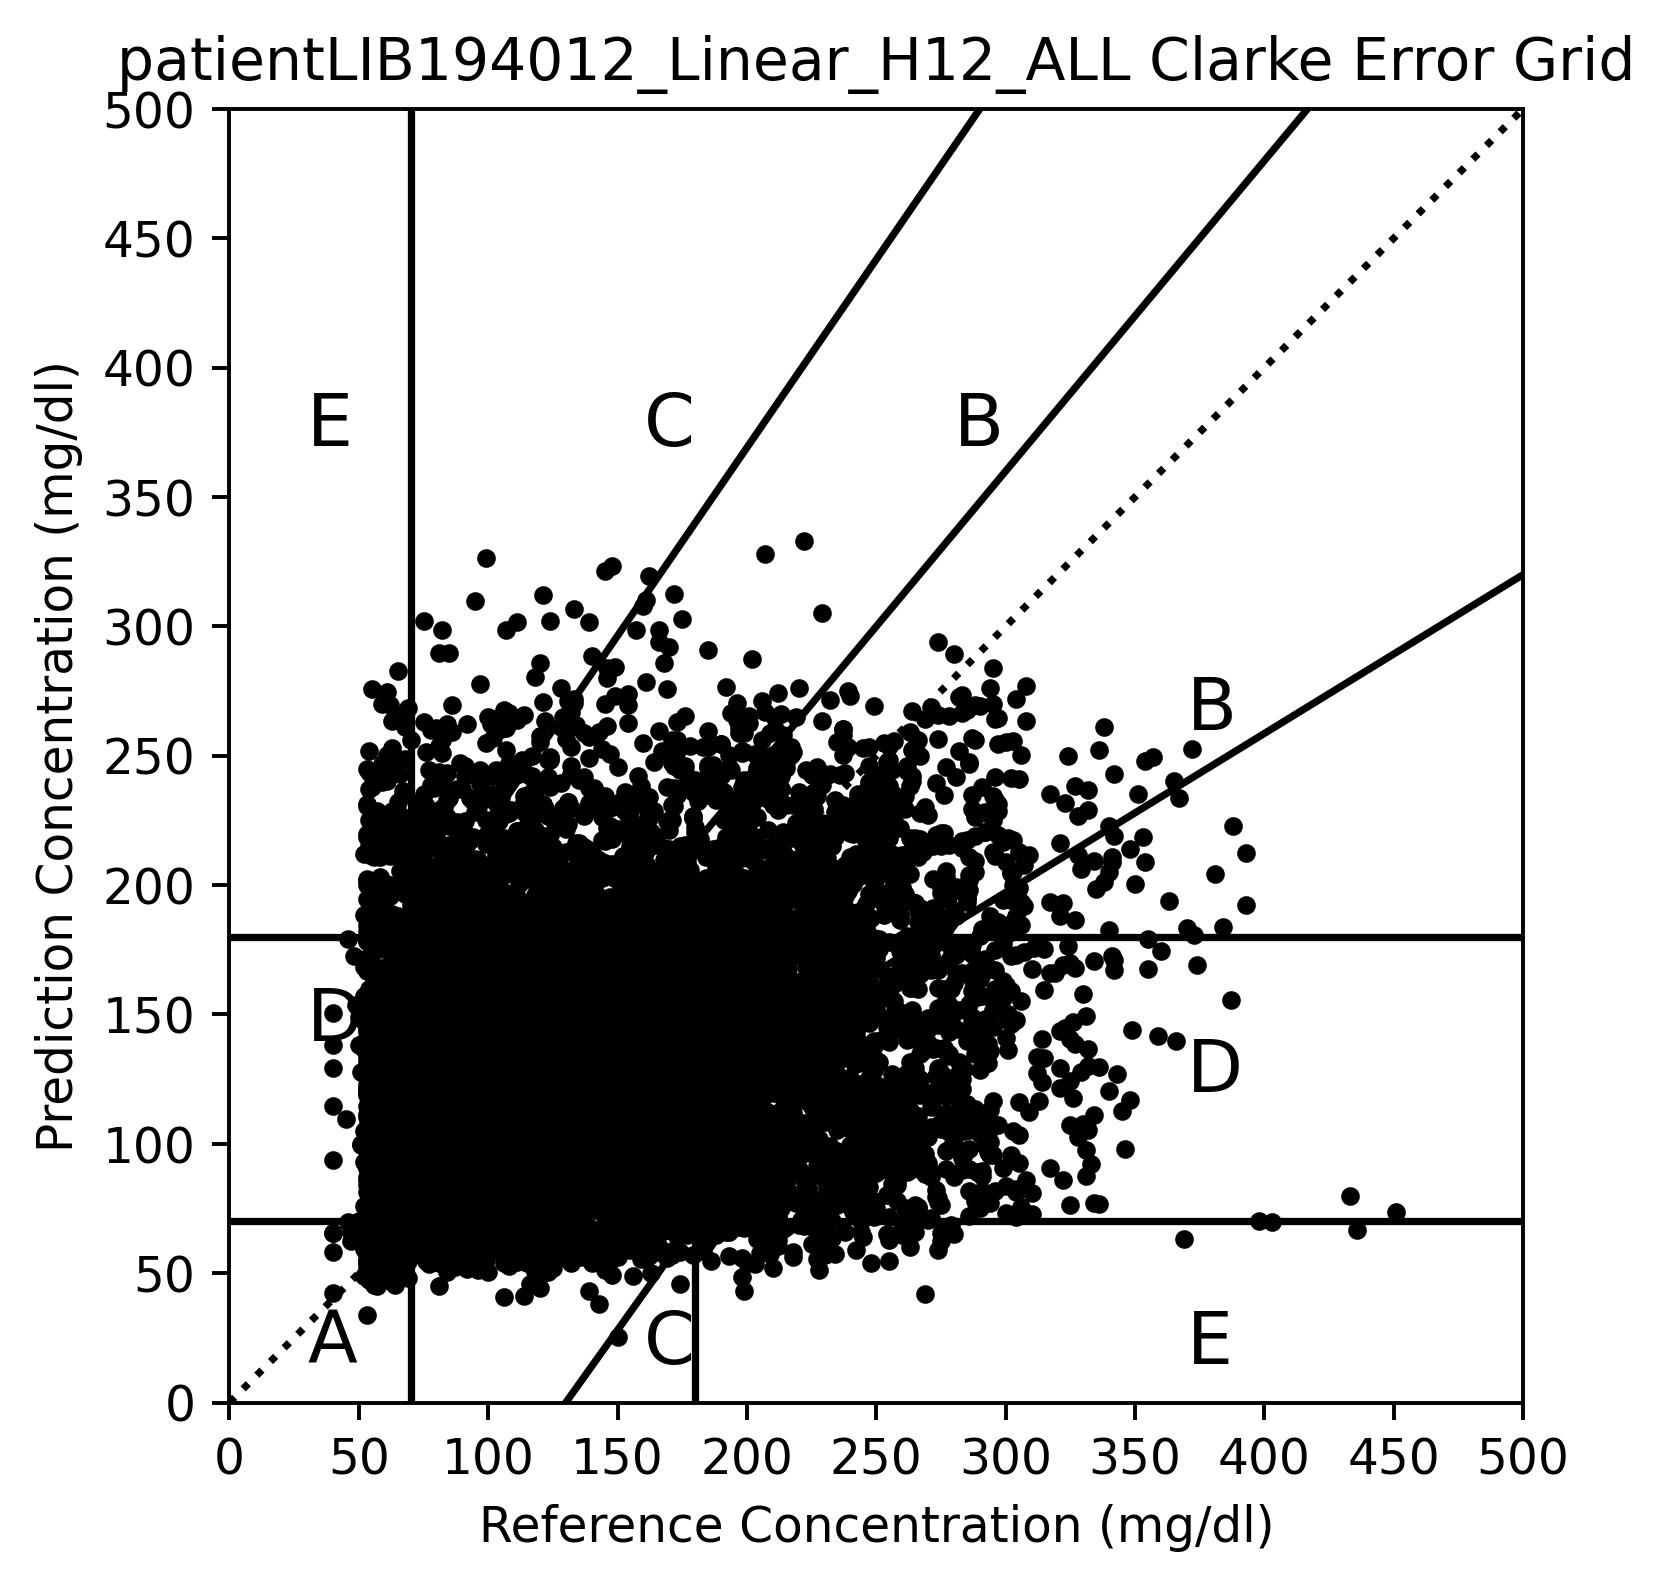 patientLIB194012_Linear_H12_ALL Clarke Error Grid
500
450
400
350
300
250
200
150
100
50
0
Prediction Concentration (mg/dl)
E
C
B
B
D
D
A
C
E
0 50 100 150 200 250 300 350 400 450 500
Reference Concentration (mg/dl)